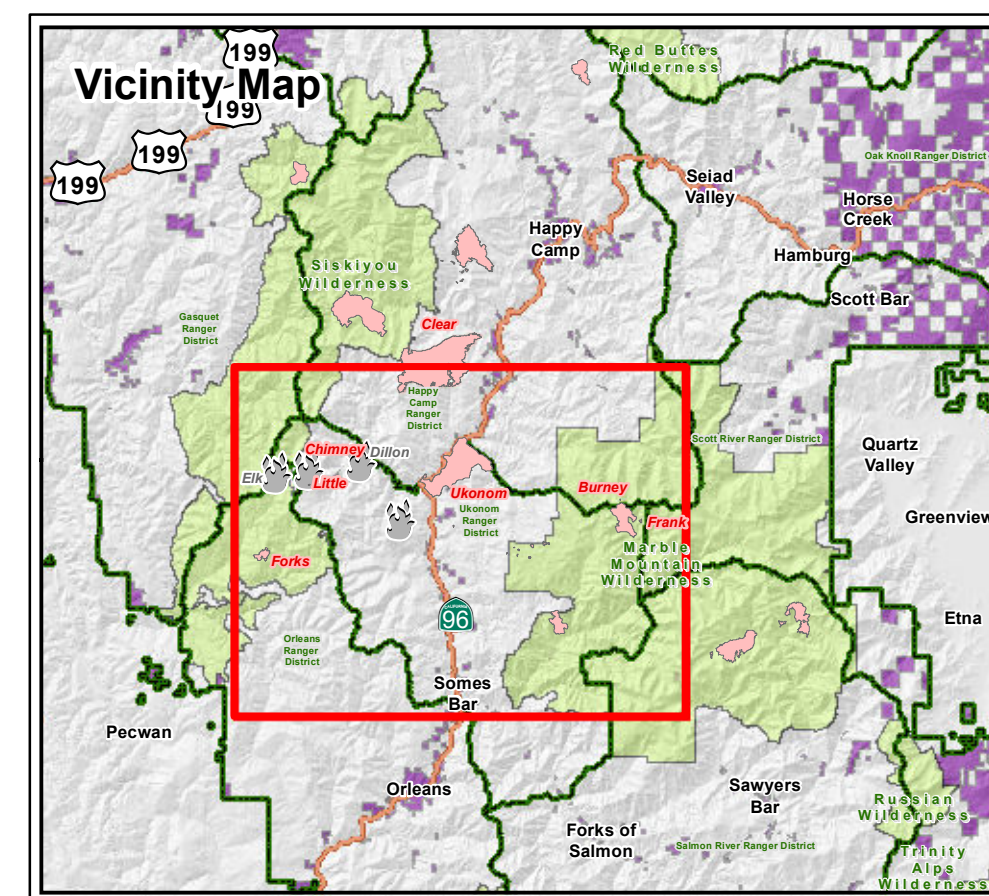 199
Vicinity Map
199
199
199
Red Buttes
Wilderness
Oak Knoll Ranger District
Seiad
Valley
Horse
Creek
Happy
Camp
Hamburg
Scott Bar
Siskiyou
Wilderness
Gasquet
Ranger
District
Clear
Happy
Camp
Ranger
District
Scott River Ranger District
Quartz
Valley
Chimney
Dillon
Elk
Little
Ukonom
Ukonom
Ranger
District
Burney
Frank
Greenview
Marble
Mountain
Wilderness
Forks
CALIFORNIA
96
Etna
Orleans
Ranger
District
Somes
Bar
Pecwan
Orleans
Sawyers
Bar
Russian
Wilderness
Forks of
Salmon
Salmon River Ranger District
Trinity
Alps
Wilderness